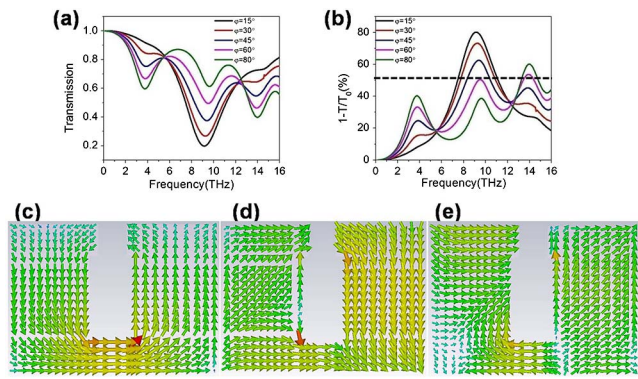 (a)
φ=15°
φ=30°
φ=45°
φ=60°
φ=80°
Transmission
1.0
0.8
0.6
0.4
0.2
0 2 4 6 8 10 12 14 16
Frequency(THz)
(b)
φ=15°
φ=30°
φ=45°
φ=60°
φ=80°
1-T/T₀(%)
80
60
40
20
0
0 2 4 6 8 10 12 14 16
Frequency(THz)
(c)
(d)
(e)